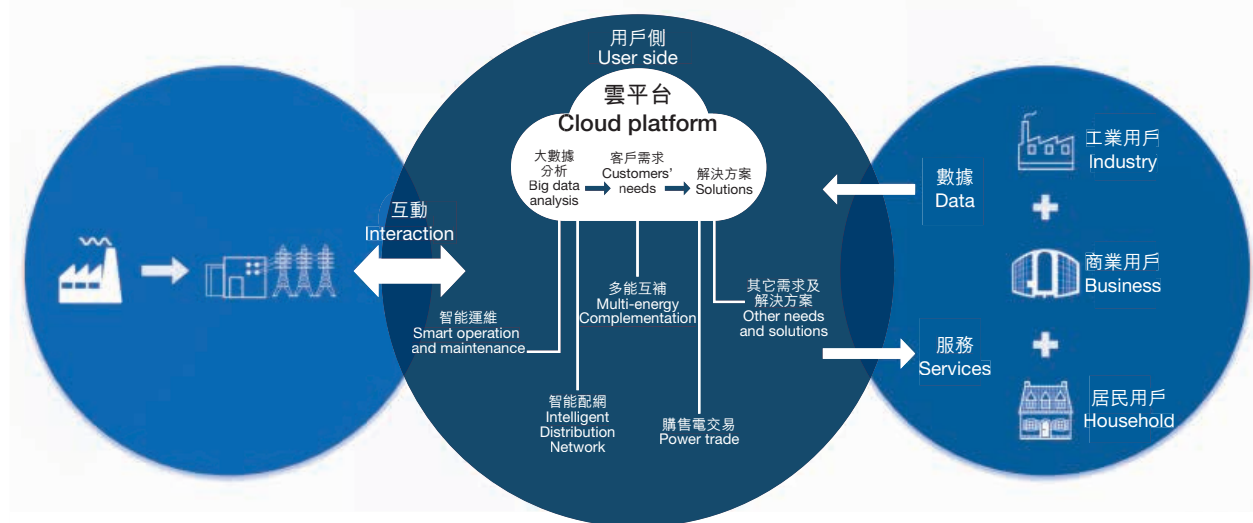 用戶側
User side
雲平台
Cloud platform
大數據
分析
Big data
analysis
客戶需求
Customers'
needs
解決方案
Solutions
互動
Interaction
智能運維
Smart operation
and maintenance
智能配網
Intelligent
Distribution
Network
多能互補
Multi-energy
Complementation
購售電交易
Power trade
其它需求及
解決方案
Other needs
and solutions
數據
Data
服務
Services
工業用戶
Industry
商業用戶
Business
居民用戶
Household